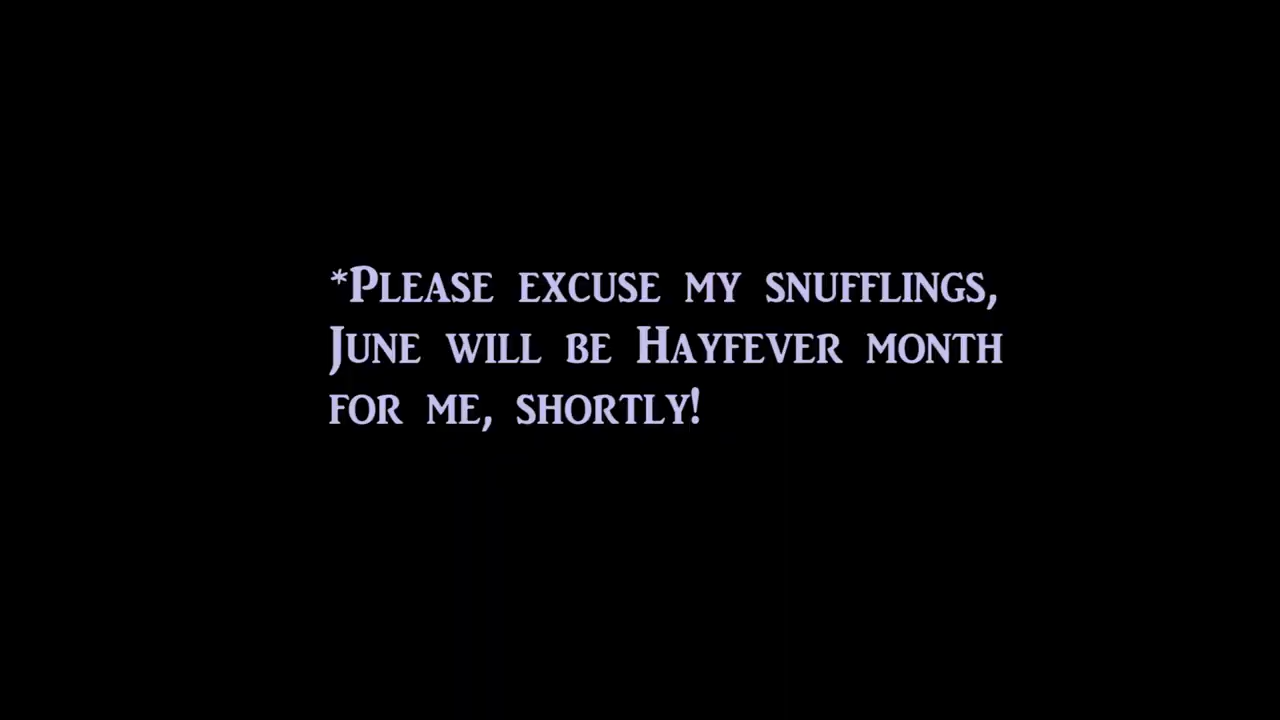 *Please excuse my snufflings,
June will be Hayfever month
for me, shortly!